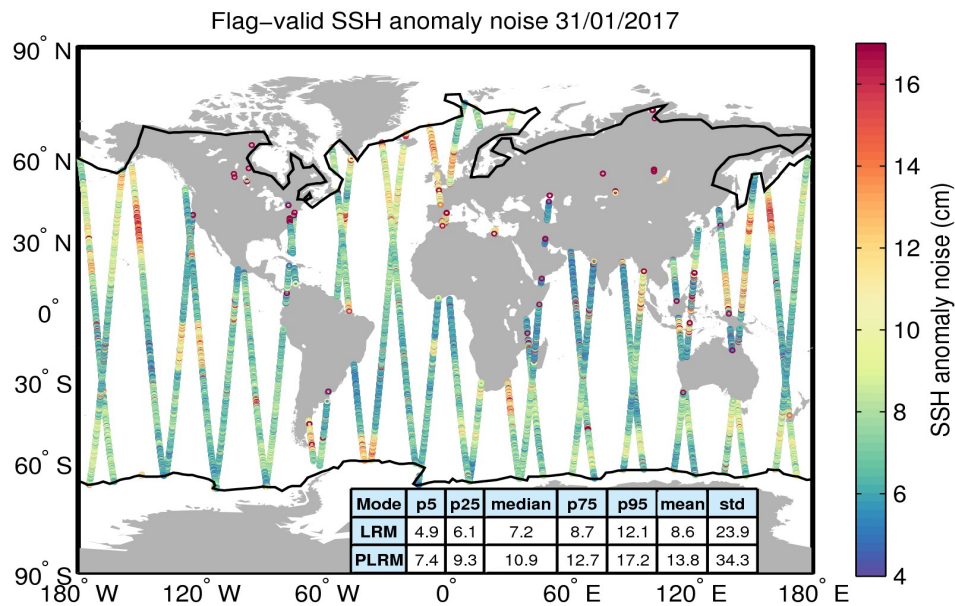 Flag−valid SSH anomaly noise 31/01/2017
90° N
60° N
30° N
0°
30° S
60° S
90° S
180° W
120° W
60° W
0°
60° E
120° E
180° E
16
14
12
10
8
6
4
SSH anomaly noise (cm)
Mode p5 p25 median p75 p95 mean std
LRM 4.9 6.1 7.2 8.7 12.1 8.6 23.9
PLRM 7.4 9.3 10.9 12.7 17.2 13.8 34.3